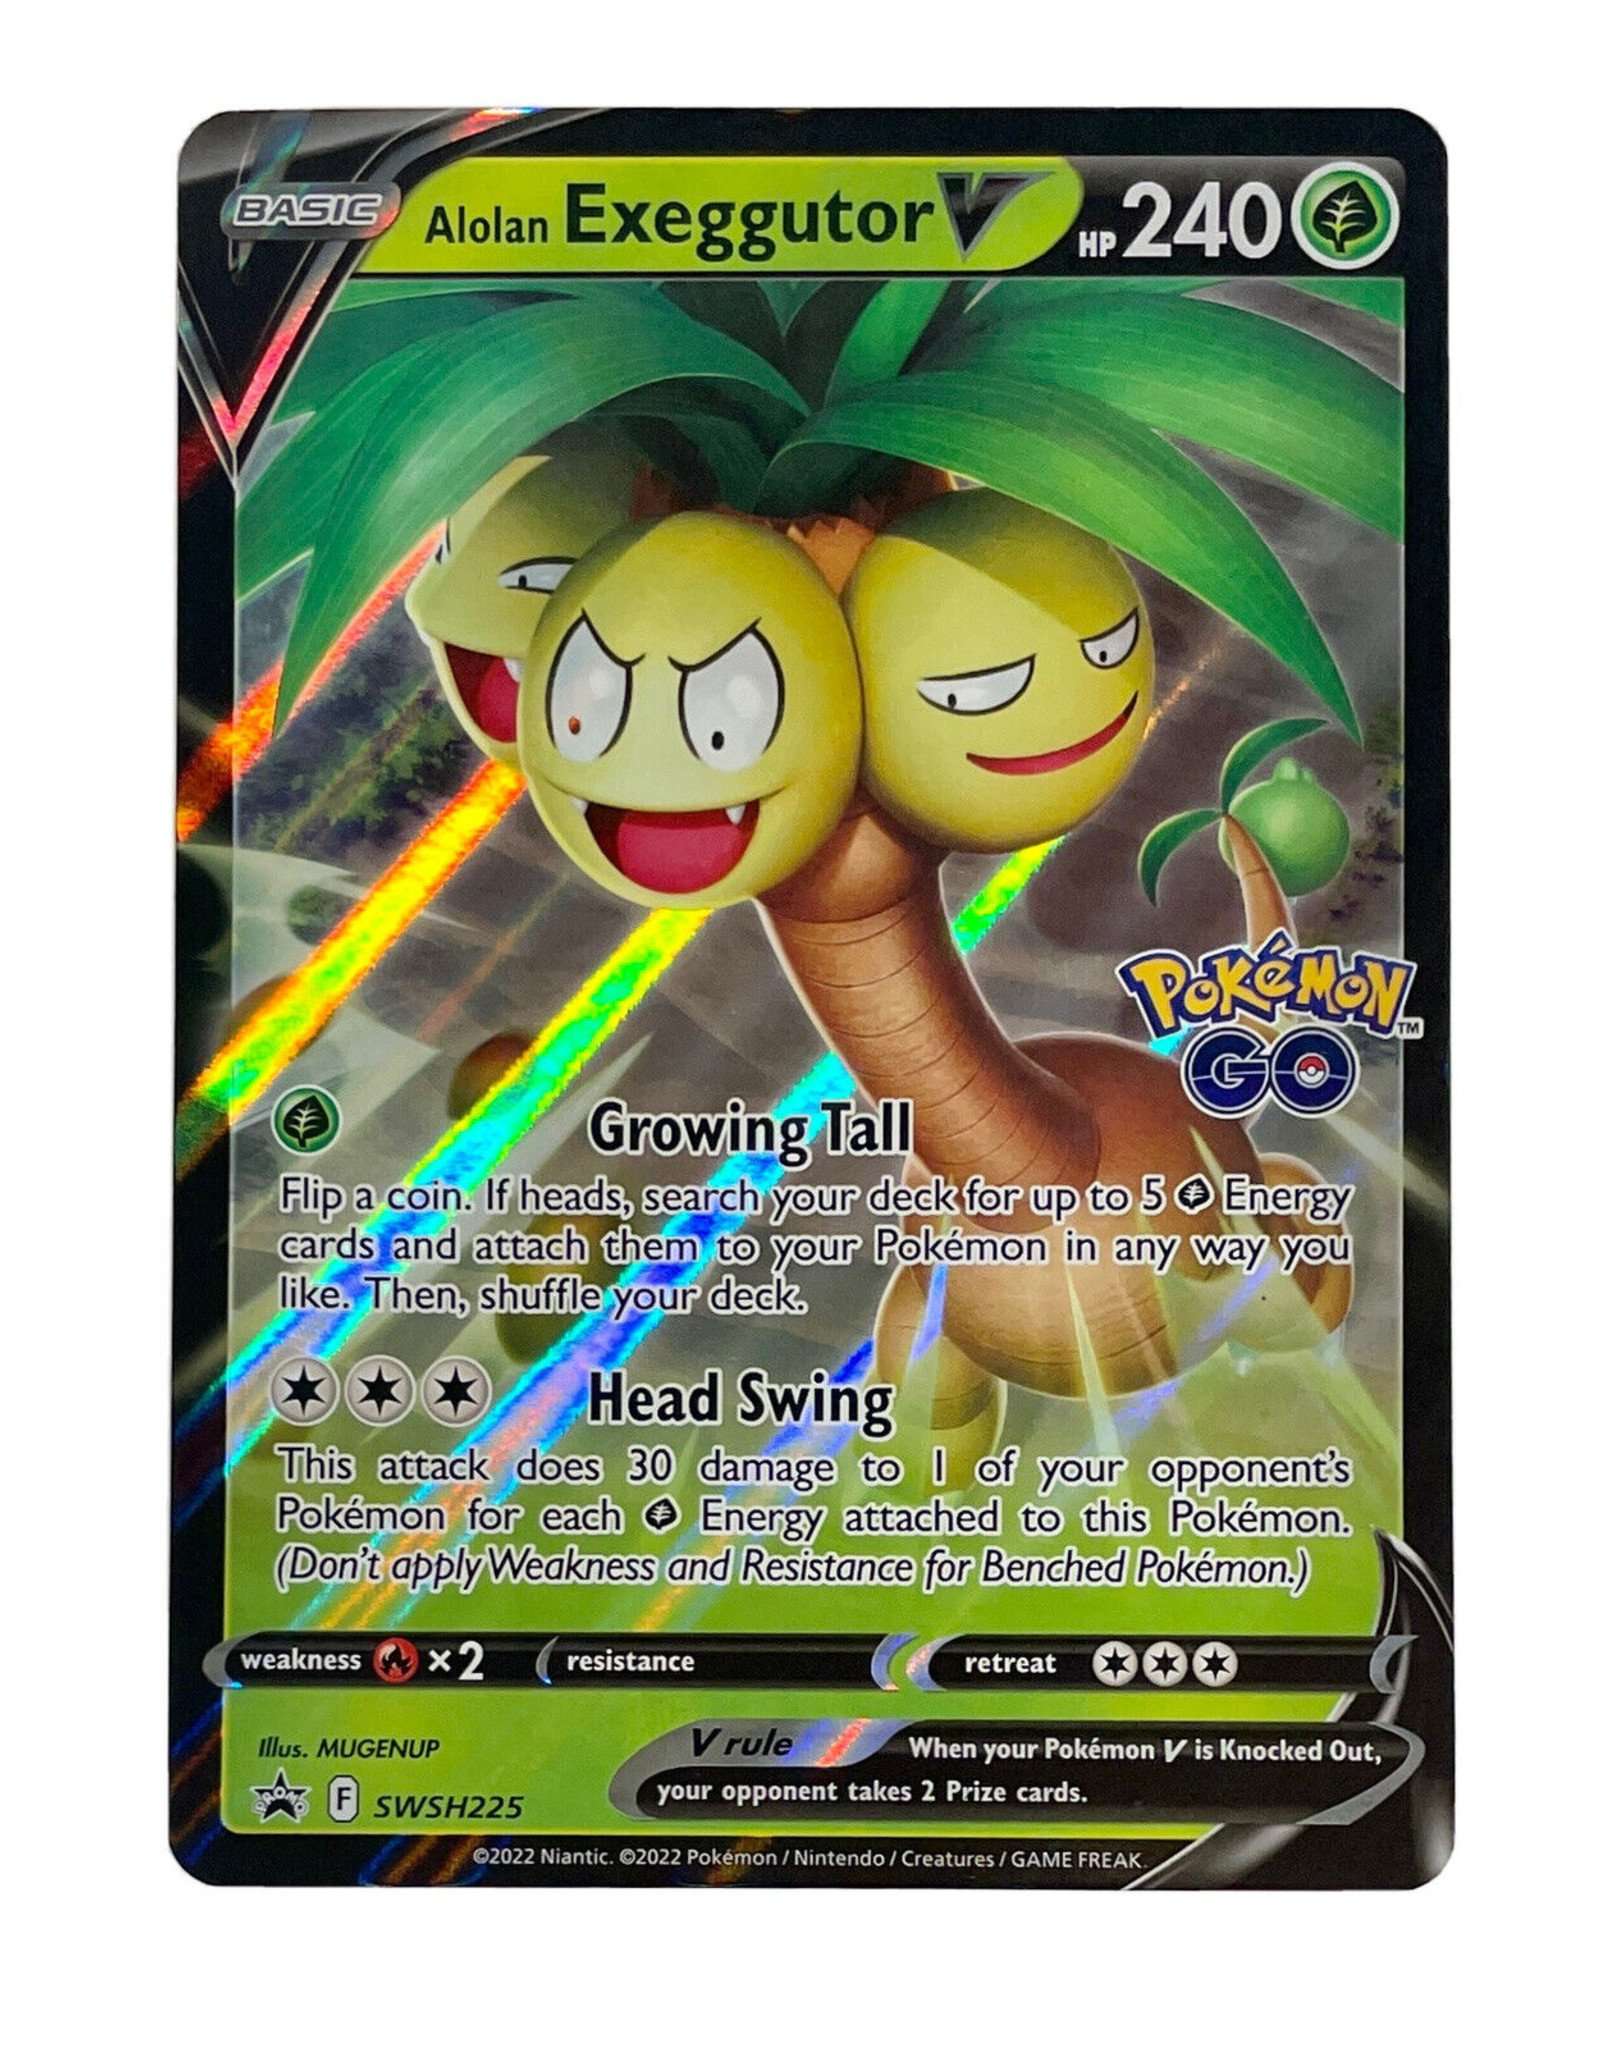 BASIC
Alolan Exeggutor V HP 240
POKéMON™
GO
Growing Tall
Flip a coin. If heads, search your deck for up to 5 Energy
cards and attach them to your Pokémon in any way you
like. Then, shuffle your deck.
Head Swing
This attack does 30 damage to 1 of your opponent's
Pokémon for each Energy attached to this Pokémon.
(Don't apply Weakness and Resistance for Benched Pokémon.)
weakness ×2 resistance retreat
Illus. MUGENUP
V rule When your Pokémon V is Knocked Out,
your opponent takes 2 Prize cards.
PROMO F SWSH225
©2022 Niantic. ©2022 Pokémon / Nintendo / Creatures / GAME FREAK.